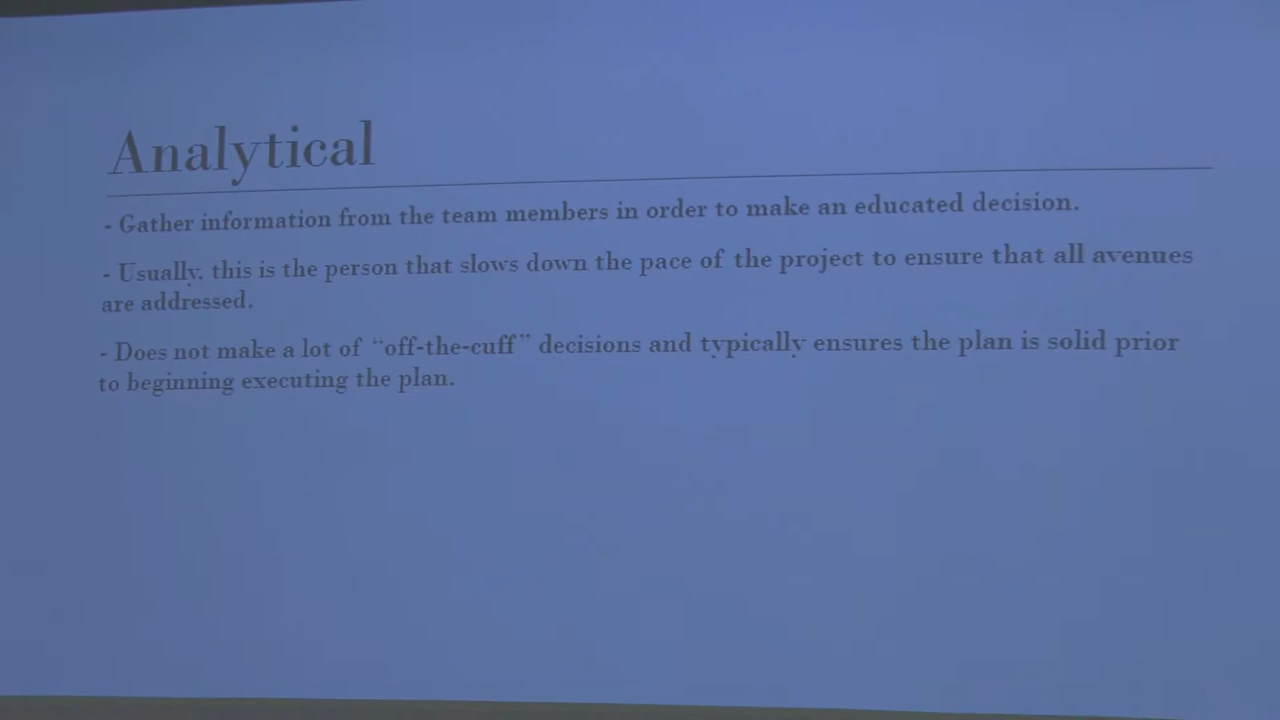 Analytical
- Gather information from the team members in order to make an educated decision.
- Usually, this is the person that slows down the pace of the project to ensure that all avenues
are addressed.
- Does not make a lot of “off-the-cuff” decisions and typically ensures the plan is solid prior
to beginning executing the plan.